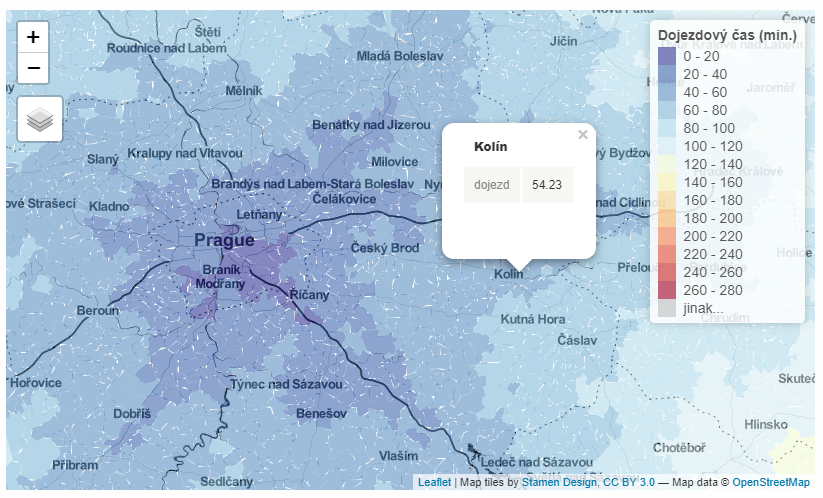 +
−
Nová Paka
Štětí
Roudnice nad Labem
Mladá Boleslav
Jičín
Mělník
Benátky nad Jizerou
Slaný
Kralupy nad Vltavou
Milovice
Brandýs nad Labem-Stará Boleslav
Čelákovice
ové Strašecí
Kladno
Letňany
Prague
Český Brod
Braník
Modřany
Říčany
Beroun
Hořovice
Týnec nad Sázavou
Dobříš
Benešov
Příbram
Sedlčany
Vlašim
Ledeč nad Sázavou
Kolín
Kutná Hora
Čáslav
Chotěboř
Hlinsko
Skuteč
Holice
Přelouč
nad Cidlinou
vý Bydžov
Hradec Králové
Jaroměř
Chrudim
Kolín
×
dojezd 54.23
Dojezdový čas (min.)
0 - 20
20 - 40
40 - 60
60 - 80
80 - 100
100 - 120
120 - 140
140 - 160
160 - 180
180 - 200
200 - 220
220 - 240
240 - 260
260 - 280
jinak...
Leaflet | Map tiles by Stamen Design, CC BY 3.0 — Map data © OpenStreetMap